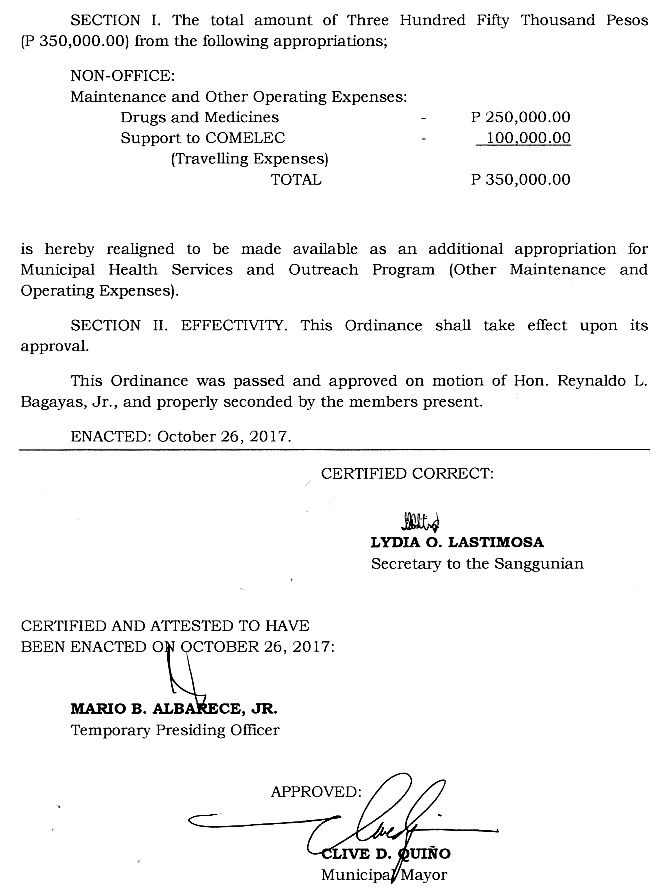 SECTION I. The total amount of Three Hundred Fifty Thousand Pesos
(P 350,000.00) from the following appropriations;
NON-OFFICE:
Maintenance and Other Operating Expenses:
Drugs and Medicines - P 250,000.00
Support to COMELEC - 100,000.00
(Travelling Expenses)
TOTAL P 350,000.00
is hereby realigned to be made available as an additional appropriation for
Municipal Health Services and Outreach Program (Other Maintenance and
Operating Expenses).
SECTION II. EFFECTIVITY. This Ordinance shall take effect upon its
approval.
This Ordinance was passed and approved on motion of Hon. Reynaldo L.
Bagayas, Jr., and properly seconded by the members present.
ENACTED: October 26, 2017.
CERTIFIED CORRECT:
LYDIA O. LASTIMOSA
Secretary to the Sanggunian
CERTIFIED AND ATTESTED TO HAVE
BEEN ENACTED ON OCTOBER 26, 2017:
MARIO B. ALBARECE, JR.
Temporary Presiding Officer
APPROVED:
CLIVE D. QUIÑO
Municipal Mayor